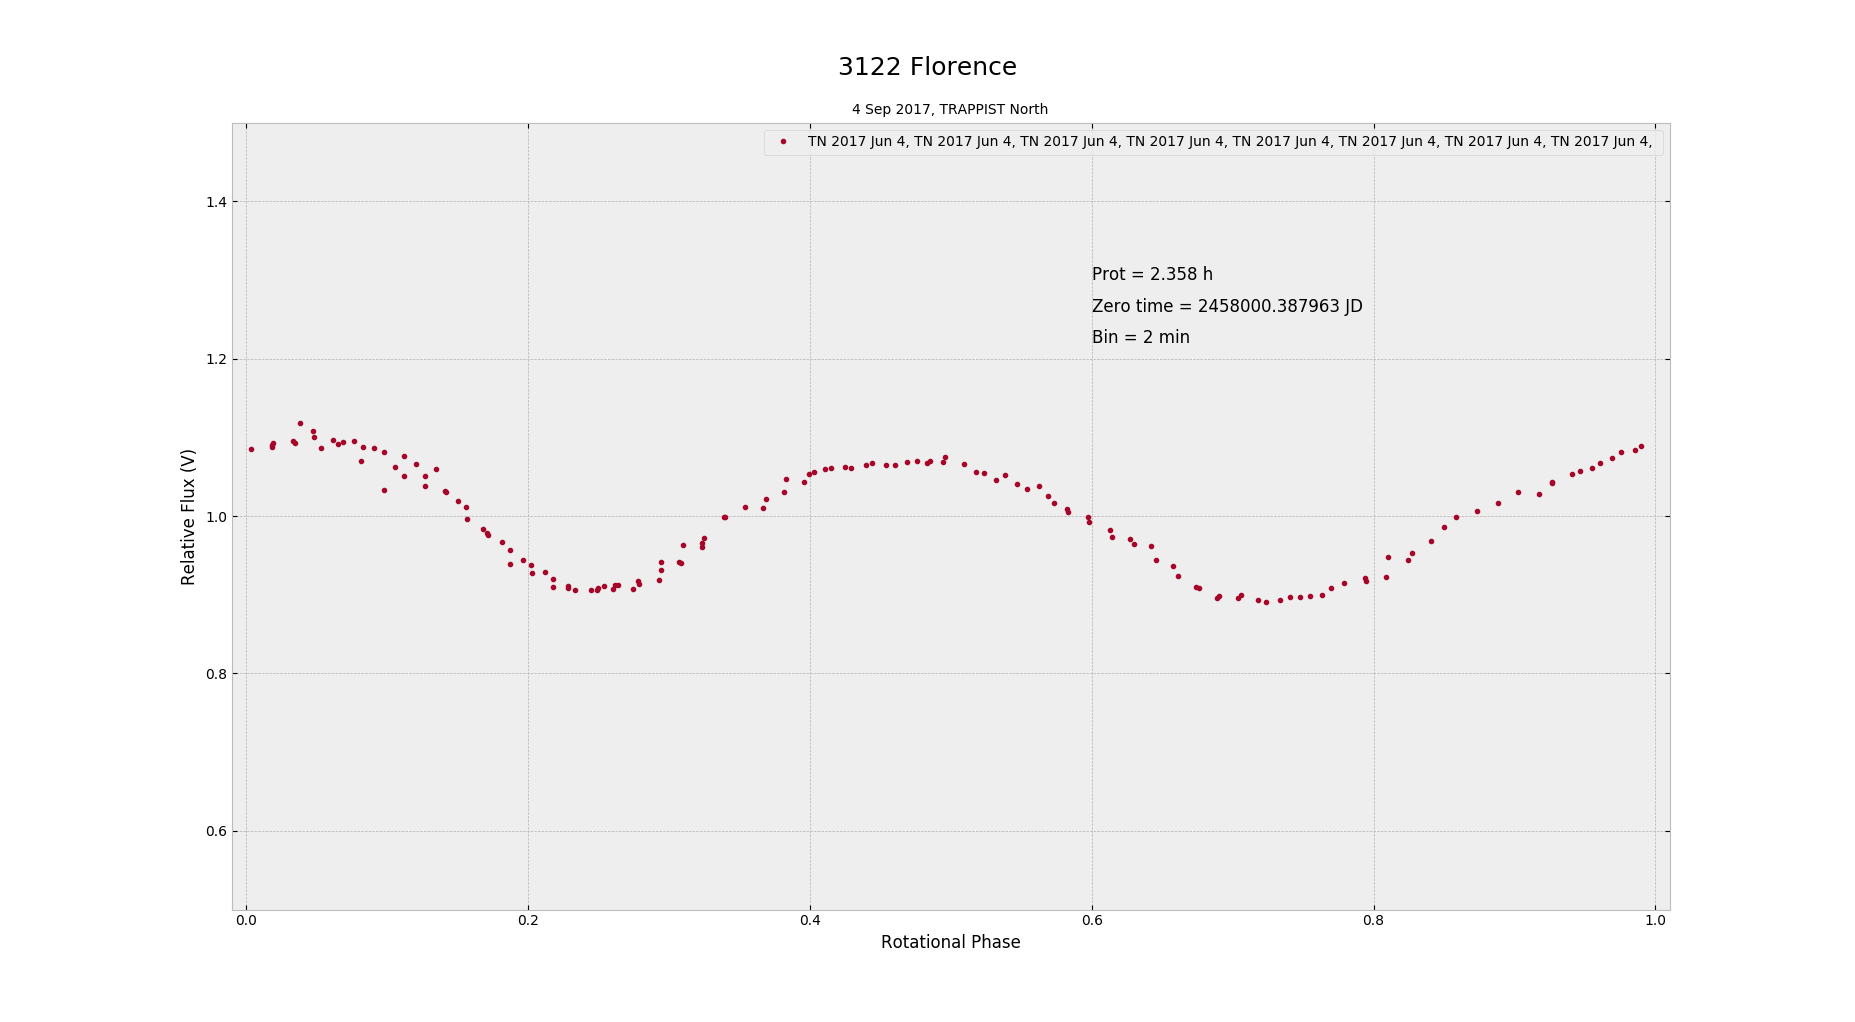 3122 Florence
4 Sep 2017, TRAPPIST North
TN 2017 Jun 4, TN 2017 Jun 4, TN 2017 Jun 4, TN 2017 Jun 4, TN 2017 Jun 4, TN 2017 Jun 4, TN 2017 Jun 4, TN 2017 Jun 4,
1.4
Prot = 2.358 h
Zero time = 2458000.387963 JD
Bin = 2 min
1.2
Relative Flux (V)
1.0
0.8
0.6
0.0 0.2 0.4 0.6 0.8 1.0
Rotational Phase